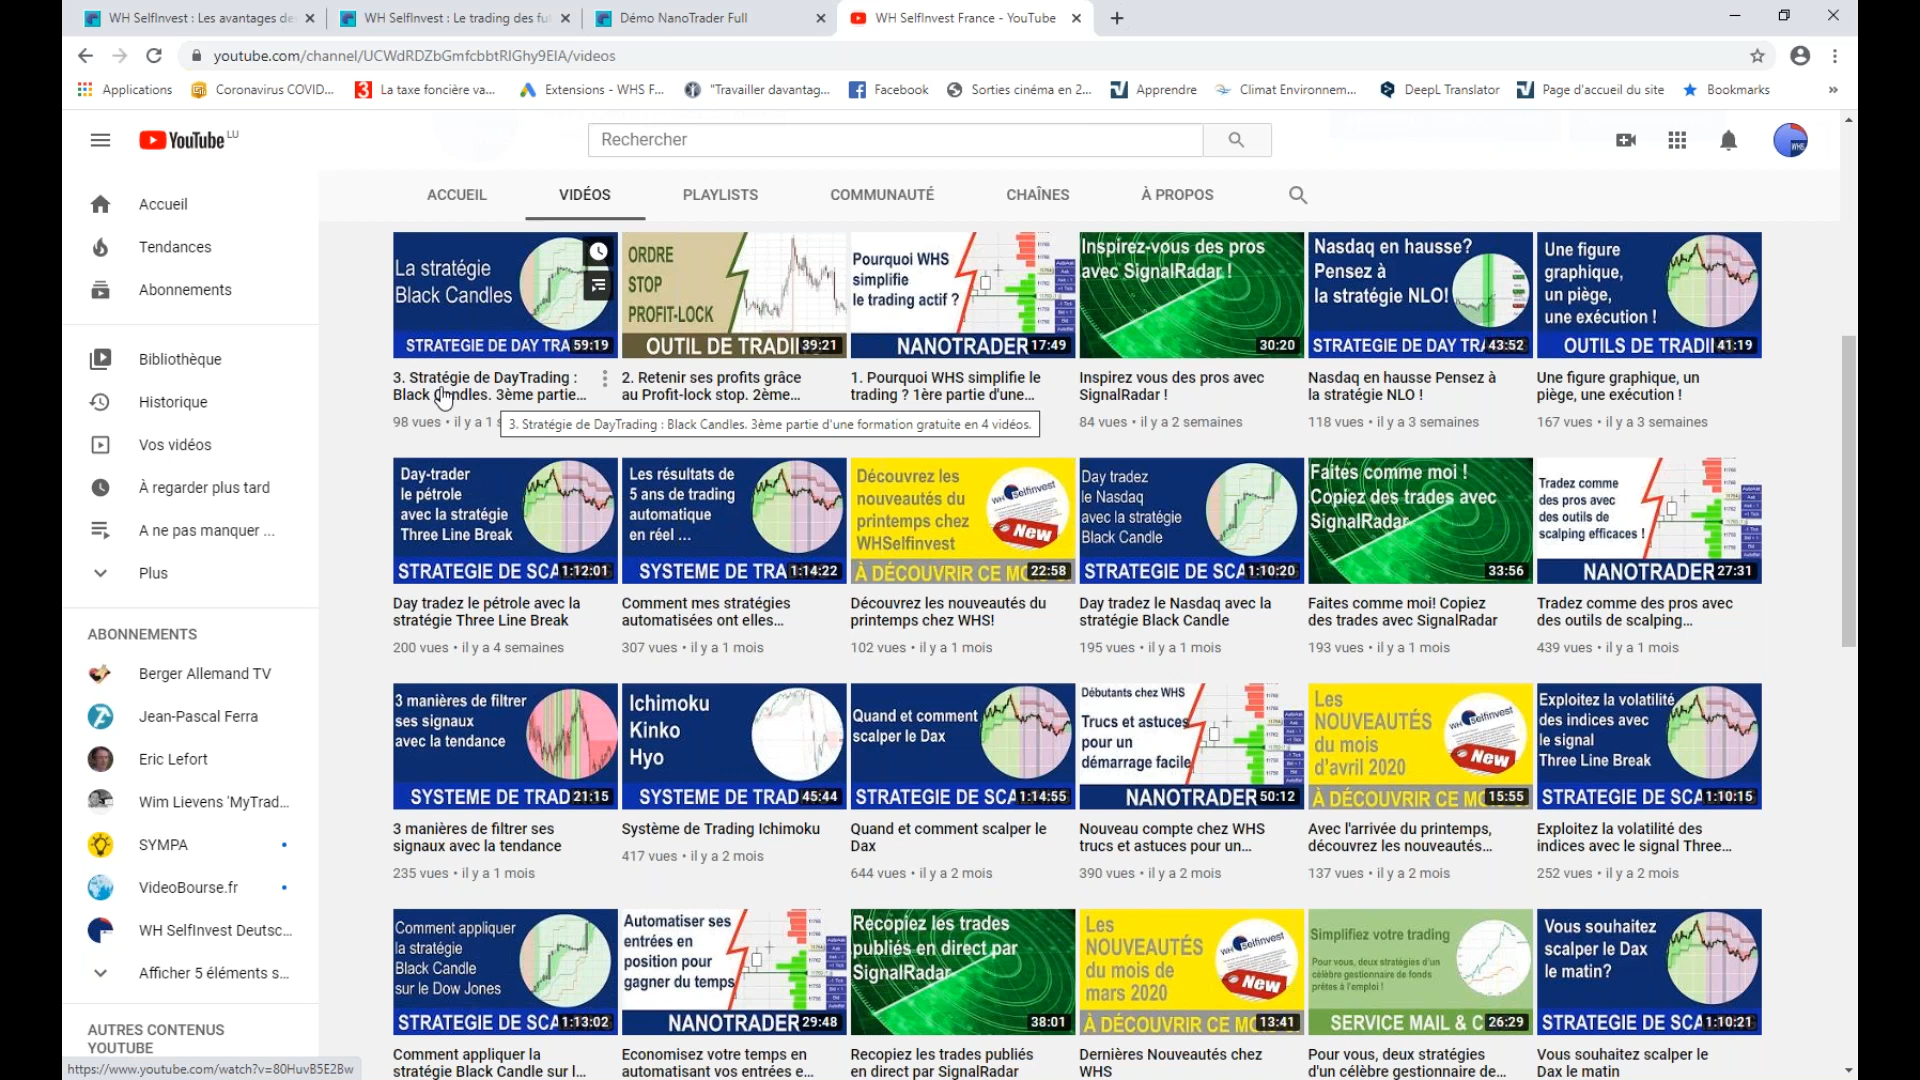 WH SelfInvest : Les avantages de
WH SelfInvest : Le trading des fu
Démo NanoTrader Full
WH SelfInvest France - YouTube
youtube.com/channel/UCWdRDZbGmfcbbtRIGhy9EIA/videos
Applications
Coronavirus COVID...
La taxe foncière va...
Extensions - WHS F...
"Travailler davantag...
Facebook
Sorties cinéma en 2...
Apprendre
Climat Environnem...
DeepL Translator
Page d'accueil du site
Bookmarks
»
YouTube LU
Rechercher
Accueil
Tendances
Abonnements
Bibliothèque
Historique
Vos vidéos
À regarder plus tard
A ne pas manquer ...
Plus
ABONNEMENTS
Berger Allemand TV
Jean-Pascal Ferra
Eric Lefort
Wim Lievens 'MyTrad...
SYMPA
VideoBourse.fr
WH SelfInvest Deutsc...
Afficher 5 éléments s...
AUTRES CONTENUS
YOUTUBE
https://www.youtube.com/watch?v=80HuvB5E2Bw
ACCUEIL
VIDÉOS
PLAYLISTS
COMMUNAUTÉ
CHAÎNES
À PROPOS
La stratégie
Black Candles
STRATEGIE DE DAY TRA
59:19
3. Stratégie de DayTrading :
Black Candles. 3ème partie...
98 vues • il y a 1 s
3. Stratégie de DayTrading : Black Candles. 3ème partie d'une formation gratuite en 4 vidéos.
ORDRE
STOP
PROFIT-LOCK
OUTIL DE TRADI
39:21
2. Retenir ses profits grâce
au Profit-lock stop. 2ème...
Pourquoi WHS
simplifie
le trading actif ?
NANOTRADER
17:49
1. Pourquoi WHS simplifie le
trading ? 1ère partie d'une...
Inspirez-vous des pros
avec SignalRadar !
30:20
Inspirez vous des pros avec
SignalRadar !
84 vues • il y a 2 semaines
Nasdaq en hausse?
Pensez à
la stratégie NLO!
STRATEGIE DE DAY TR
43:52
Nasdaq en hausse Pensez à
la stratégie NLO !
118 vues • il y a 3 semaines
Une figure
graphique,
un piège,
une exécution !
OUTILS DE TRADI
41:19
Une figure graphique, un
piège, une exécution !
167 vues • il y a 3 semaines
Day-trader
le pétrole
avec la stratégie
Three Line Break
STRATEGIE DE SCA
1:12:01
Day tradez le pétrole avec la
stratégie Three Line Break
200 vues • il y a 4 semaines
Les résultats de
5 ans de trading
automatique
en réel ...
SYSTEME DE TRA
1:14:22
Comment mes stratégies
automatisées ont elles...
307 vues • il y a 1 mois
Découvrez les
nouveautés du
printemps chez
WHSelfinvest
WH Selfinvest
New
À DÉCOUVRIR CE MO
22:58
Découvrez les nouveautés du
printemps chez WHS!
102 vues • il y a 1 mois
Day tradez
le Nasdaq
avec la stratégie
Black Candle
STRATEGIE DE SCA
1:10:20
Day tradez le Nasdaq avec la
stratégie Black Candle
195 vues • il y a 1 mois
Faites comme moi !
Copiez des trades avec
SignalRadar
33:56
Faites comme moi! Copiez
des trades avec SignalRadar
193 vues • il y a 1 mois
Tradez comme
des pros avec
des outils de
scalping efficaces !
NANOTRADER
27:31
Tradez comme des pros avec
des outils de scalping...
439 vues • il y a 1 mois
3 manières de filtrer
ses signaux
avec la tendance
SYSTEME DE TRAD
21:15
3 manières de filtrer ses
signaux avec la tendance
235 vues • il y a 1 mois
Ichimoku
Kinko
Hyo
SYSTEME DE TRAD
45:44
Système de Trading Ichimoku
417 vues • il y a 2 mois
Quand et comment
scalper le Dax
STRATEGIE DE SCA
1:14:55
Quand et comment scalper le
Dax
644 vues • il y a 2 mois
Débutants chez WHS
Trucs et astuces
pour un
démarrage facile
NANOTRADER
50:12
Nouveau compte chez WHS
trucs et astuces pour un...
390 vues • il y a 2 mois
Les
NOUVEAUTÉS
du mois
d'avril 2020
WH Selfinvest
New
À DÉCOUVRIR CE M
15:55
Avec l'arrivée du printemps,
découvrez les nouveautés...
137 vues • il y a 2 mois
Exploitez la volatilité
des indices avec
le signal
Three Line Break
STRATEGIE DE SCA
1:10:15
Exploitez la volatilité des
indices avec le signal Three...
252 vues • il y a 2 mois
Comment appliquer
la stratégie
Black Candle
sur le Dow Jones
STRATEGIE DE SCA
1:13:02
Comment appliquer la
stratégie Black Candle sur l...
Automatiser ses
entrées en
position pour
gagner du temps
NANOTRADER
29:48
Economisez votre temps en
automatisant vos entrées e...
Recopiez les trades
publiés en direct par
SignalRadar
38:01
Recopiez les trades publiés
en direct par SignalRadar
Les
NOUVEAUTÉS
du mois de
mars 2020
WH Selfinvest
New
À DÉCOUVRIR CE MO
13:41
Dernières Nouveautés chez
WHS
Simplifiez votre trading
Pour vous, deux stratégies d'un
célèbre gestionnaire de fonds
prêtes à l'emploi !
SERVICE MAIL & C
26:29
Pour vous, deux stratégies
d'un célèbre gestionnaire de...
Vous souhaitez
scalper le Dax
le matin?
STRATEGIE DE SCA
1:10:21
Vous souhaitez scalper le
Dax le matin